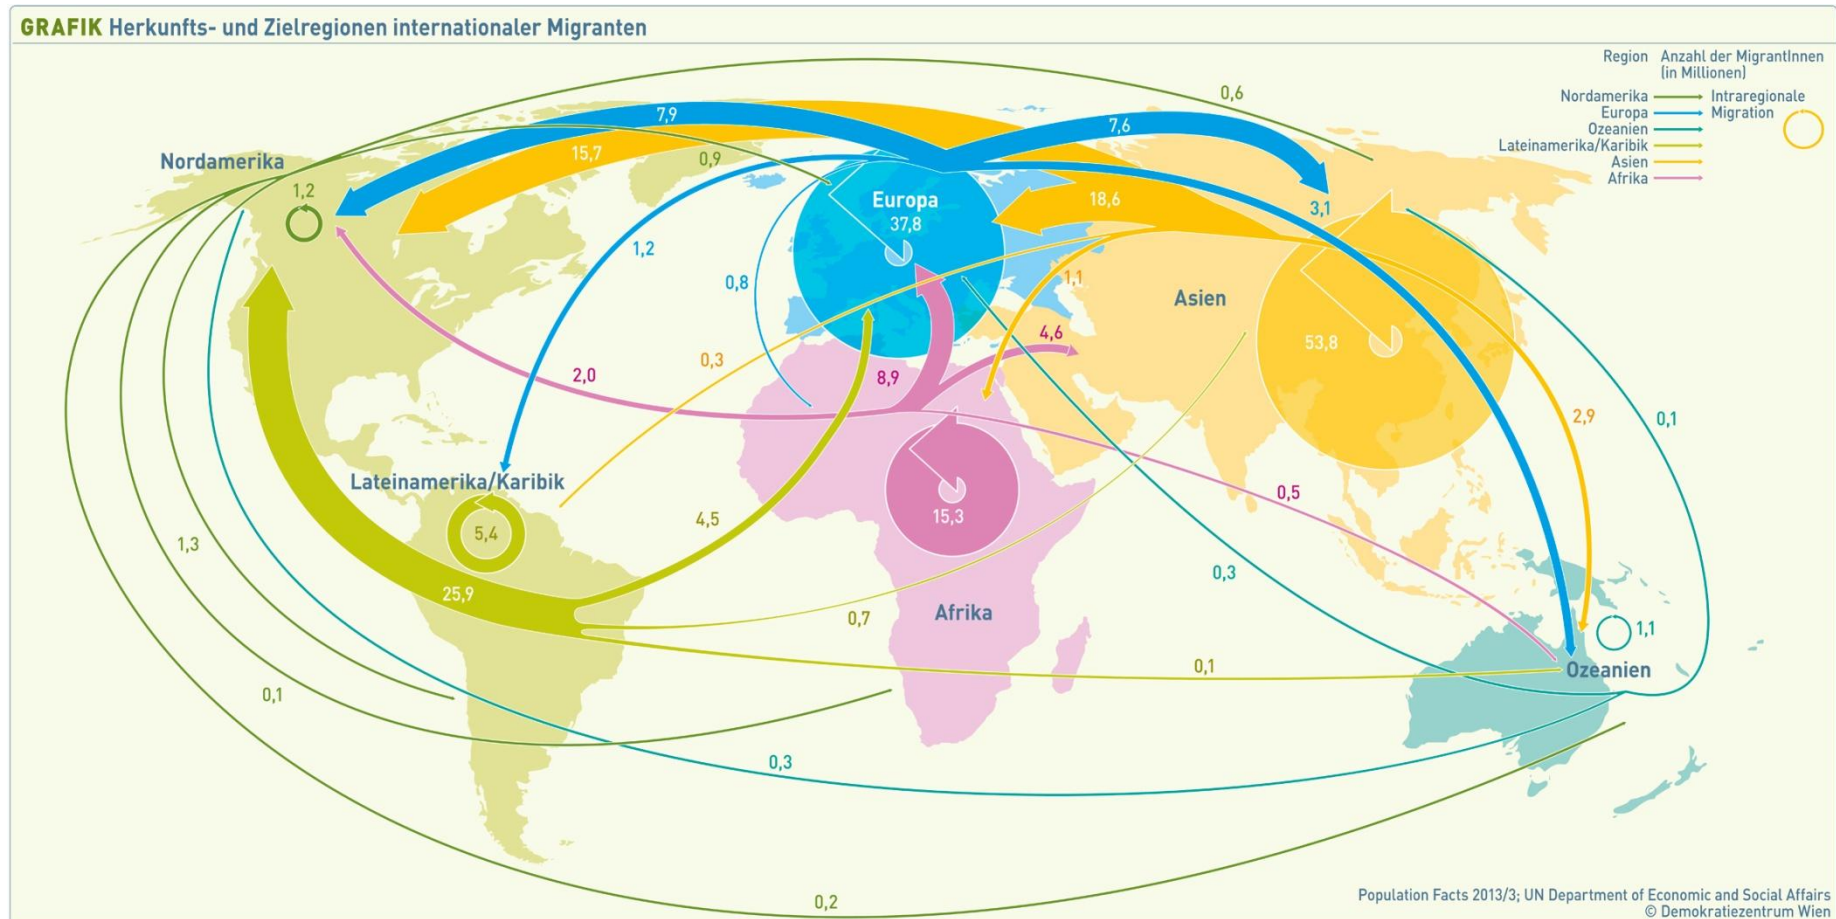 GRAFIK Herkunfts- und Zielregionen internationaler Migranten
Region Anzahl der MigrantInnen
(in Millionen)
Nordamerika Intraregionale
Europa Migration
Ozeanien
Lateinamerika/Karibik
Asien
Afrika
0,6
7,9
7,6
15,7
0,9
Nordamerika
1,2
Europa
37,8
18,6
3,1
1,2
0,8
1,1
Asien
4,6
53,8
0,3
2,0
8,9
2,9
0,1
Lateinamerika/Karibik
5,4
4,5
15,3
0,5
1,3
0,3
25,9
0,7
Afrika
1,1
0,1
Ozeanien
0,1
0,3
0,2
Population Facts 2013/3; UN Department of Economic and Social Affairs
© Demokratiezentrum Wien